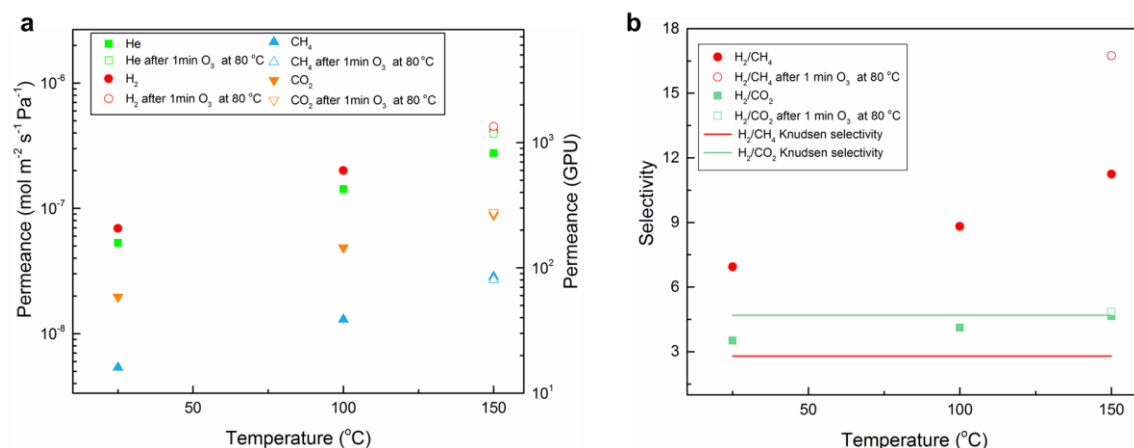 a
He
He after 1min O₃ at 80 °C
H₂
H₂ after 1min O₃ at 80 °C
CH₄
CH₄ after 1min O₃ at 80 °C
CO₂
CO₂ after 1min O₃ at 80 °C
Permeance (mol m⁻² s⁻¹ Pa⁻¹)
10⁻⁶
10⁻⁷
10⁻⁸
Permeance (GPU)
10³
10²
10¹
50
100
150
Temperature (°C)
b
H₂/CH₄
H₂/CH₄ after 1 min O₃ at 80 °C
H₂/CO₂
H₂/CO₂ after 1 min O₃ at 80 °C
H₂/CH₄ Knudsen selectivity
H₂/CO₂ Knudsen selectivity
Selectivity
18
15
12
9
6
3
50
100
150
Temperature (°C)